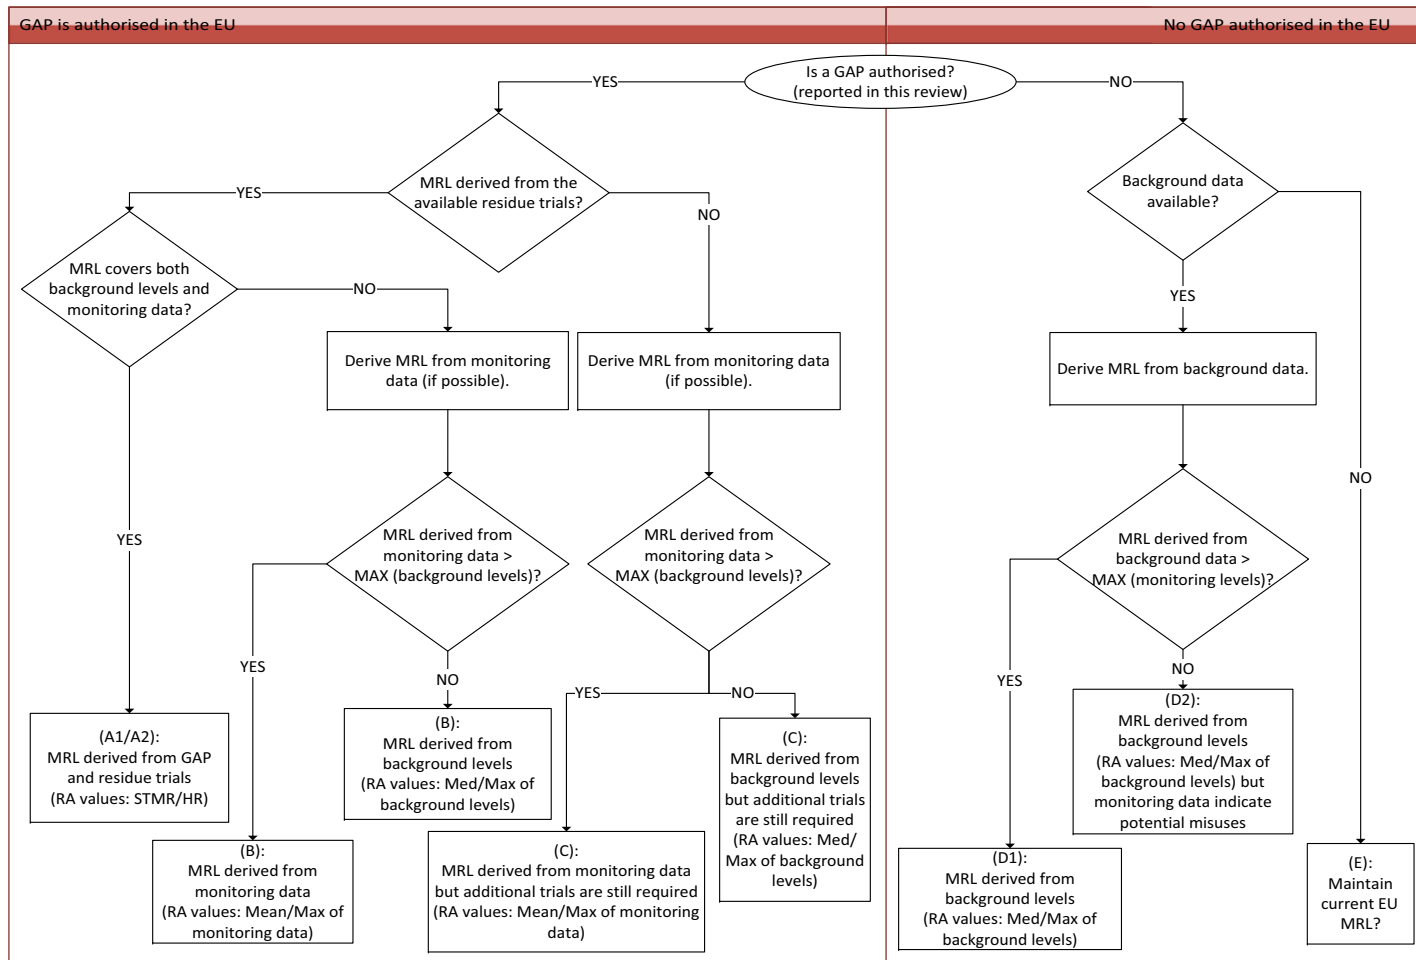 GAP is authorised in the EU
No GAP authorised in the EU
Is a GAP authorised?
(reported in this review)
YES
NO
MRL derived from the
available residue trials?
Background data
available?
YES
NO
MRL covers both
background levels and
monitoring data?
NO
YES
Derive MRL from monitoring
data (if possible).
Derive MRL from monitoring data
(if possible).
Derive MRL from background data.
NO
YES
MRL derived from
monitoring data >
MAX (background levels)?
MRL derived from
monitoring data >
MAX (background levels)?
MRL derived from
background data >
MAX (monitoring levels)?
YES
NO
YES
NO
YES
NO
(A1/A2):
MRL derived from GAP
and residue trials
(RA values: STMR/HR)
(B):
MRL derived from
background levels
(RA values: Med/Max of
background levels)
(C):
MRL derived from
background levels
but additional trials
are still required
(RA values: Med/
Max of background
levels)
(D2):
MRL derived from
background levels
(RA values: Med/Max
of background levels) but
monitoring data indicate
potential misuses
(B):
MRL derived from
monitoring data
(RA values: Mean/Max of
monitoring data)
(C):
MRL derived from monitoring data
but additional trials are still required
(RA values: Mean/Max of monitoring
data)
(D1):
MRL derived from
background levels
(RA values: Med/Max of
background levels)
(E):
Maintain
current EU
MRL?